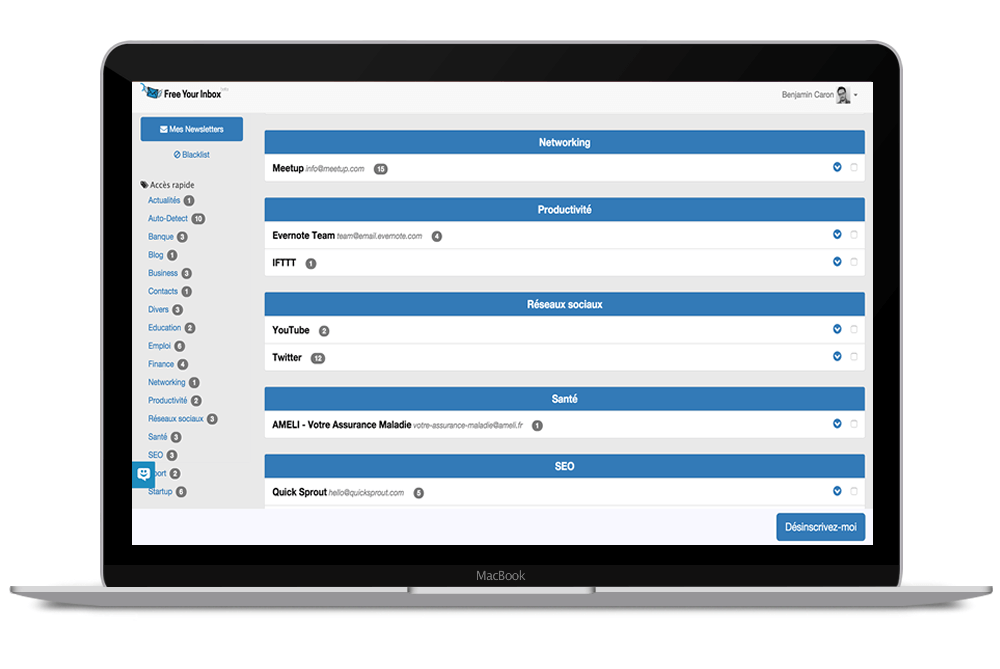 Free Your Inbox beta
Benjamin Caron
Mes Newsletters
Blacklist
Accès rapide
Actualités 1
Auto-Detect 10
Banque 3
Blog 1
Business 3
Contacts 1
Divers 3
Education 2
Emploi 6
Finance 4
Networking 1
Productivité 2
Réseaux sociaux 3
Santé 3
SEO 3
port 2
Startup 6
Networking
Meetup info@meetup.com 15
Productivité
Evernote Team team@email.evernote.com 4
IFTTT 1
Réseaux sociaux
YouTube 2
Twitter 12
Santé
AMELI - Votre Assurance Maladie votre-assurance-maladie@ameli.fr 1
SEO
Quick Sprout hello@quicksprout.com 5
Désinscrivez-moi
MacBook